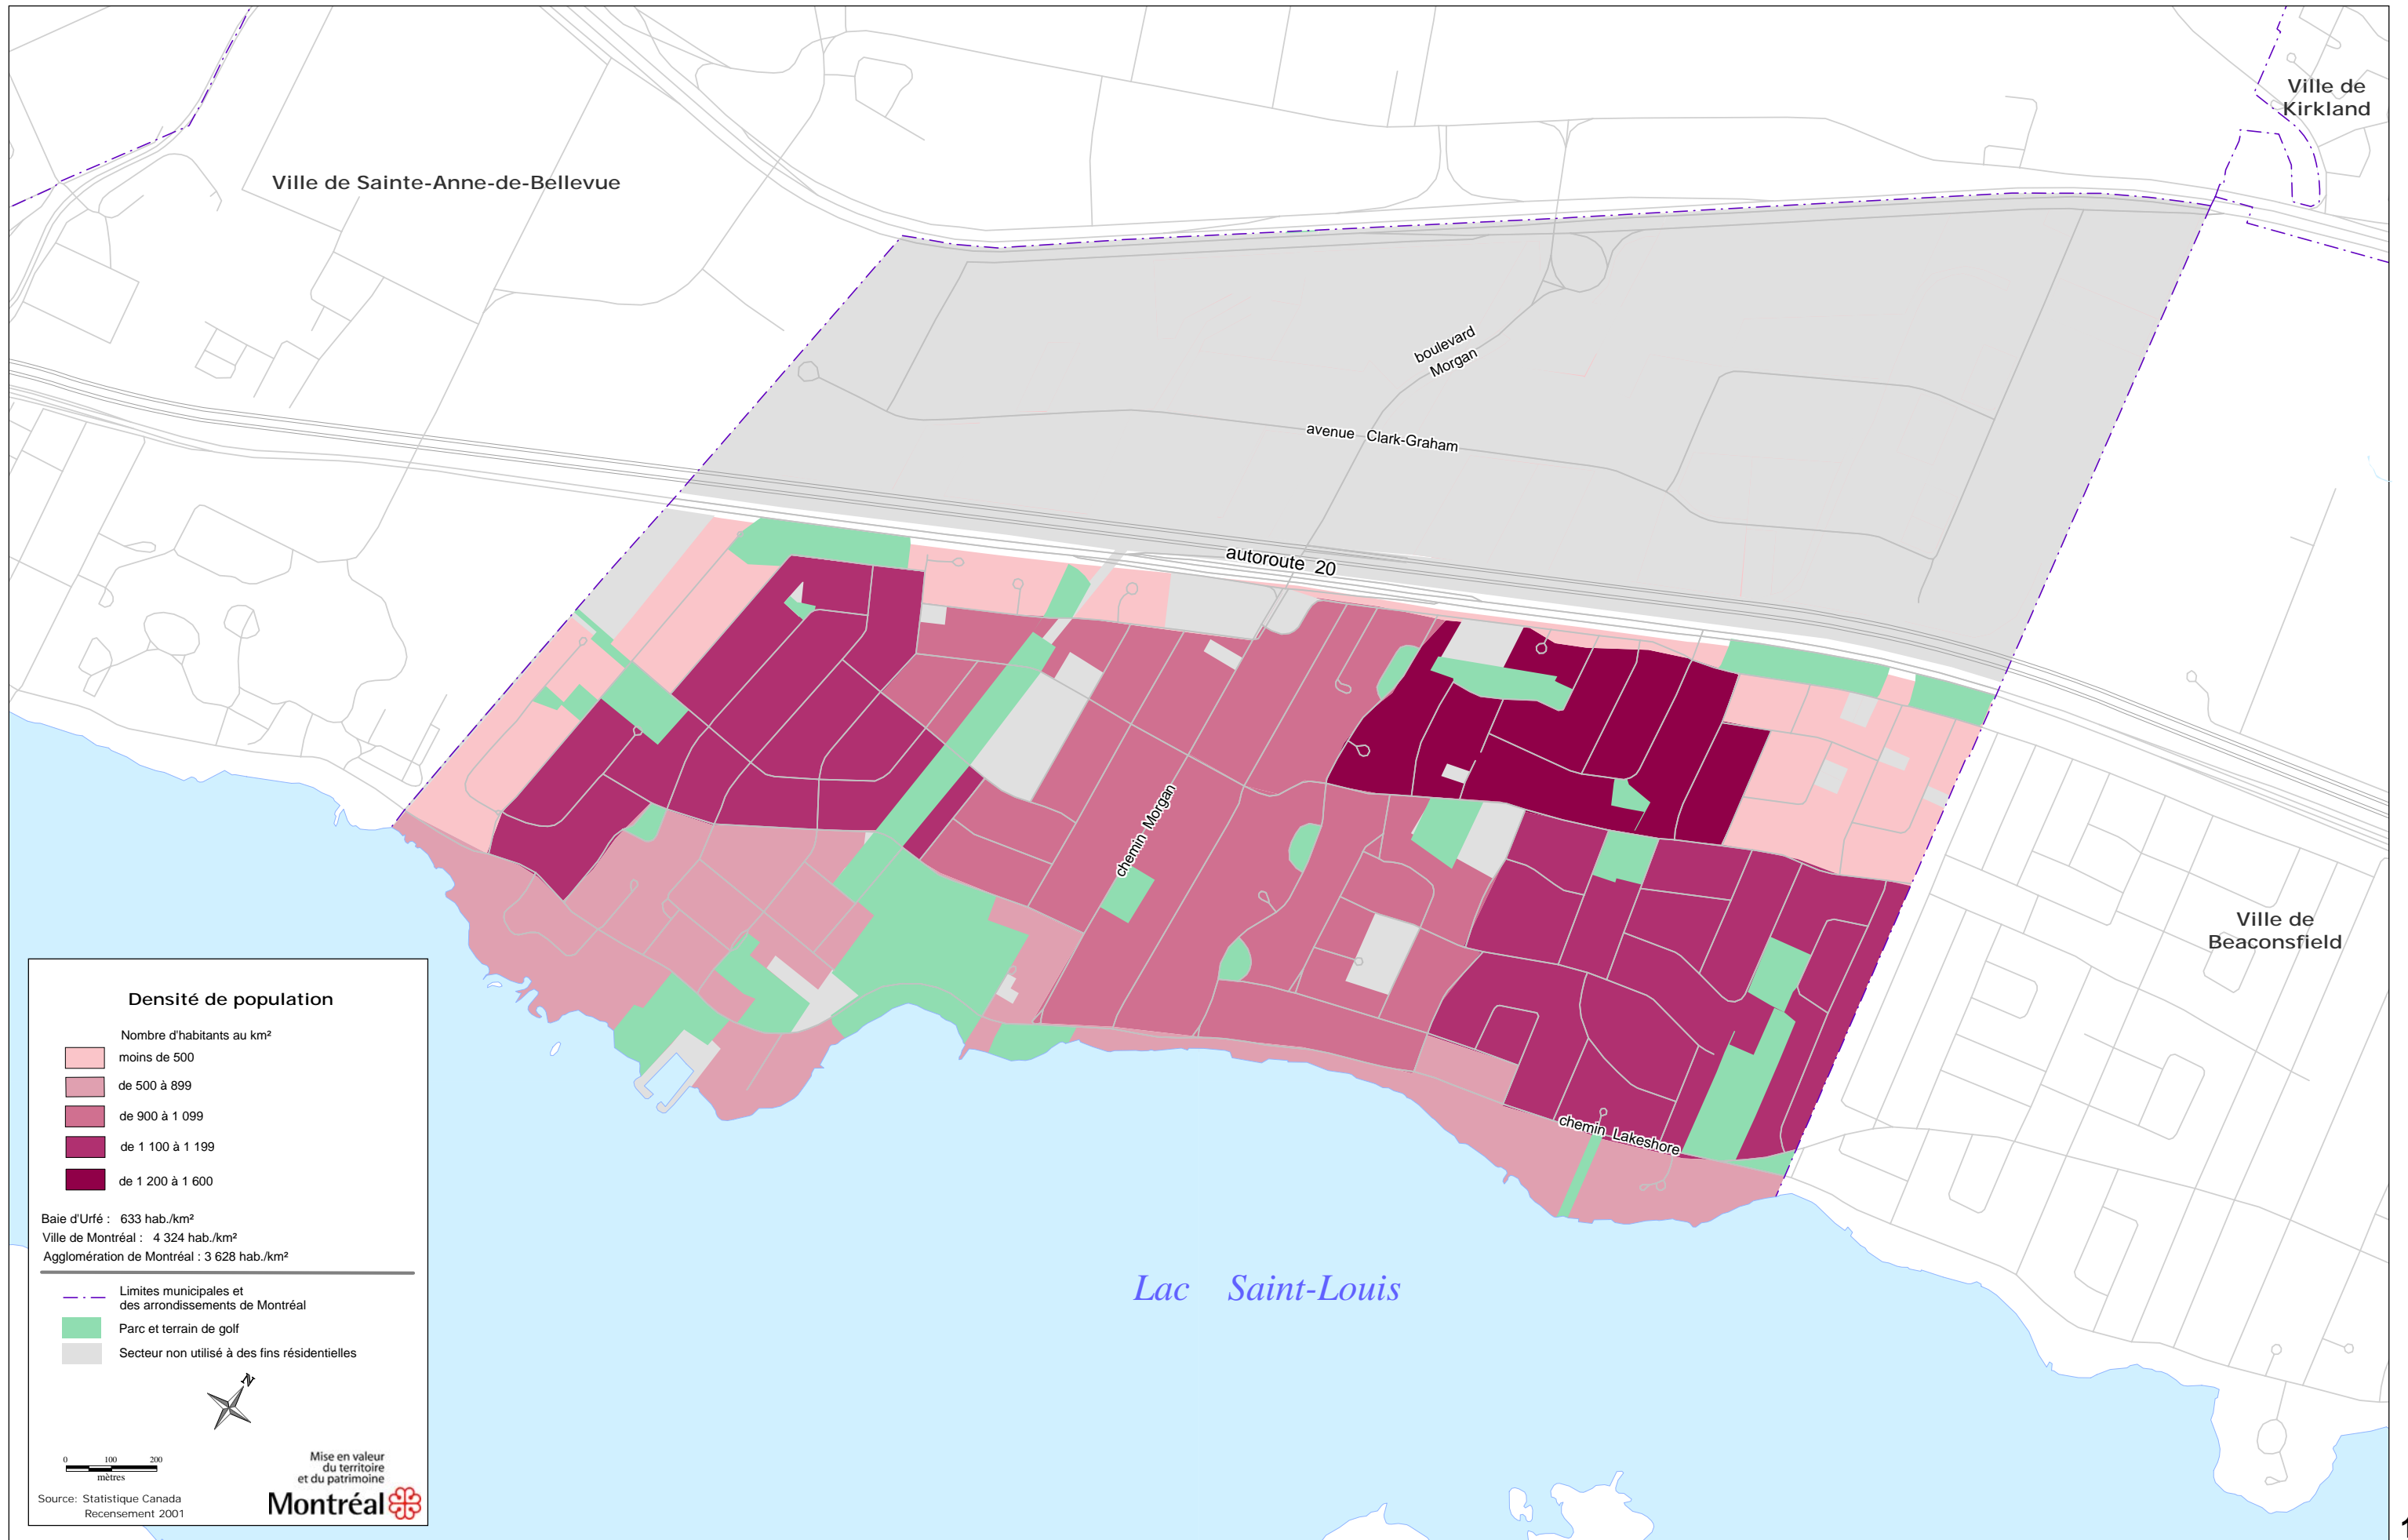 Ville de
Kirkland
Ville de Sainte-Anne-de-Bellevue
boulevard
Morgan
avenue Clark-Graham
autoroute 20
chemin Morgan
Ville de
Beaconsfield
chemin Lakeshore
Lac Saint-Louis
Densité de population
Nombre d'habitants au km²
moins de 500
de 500 à 899
de 900 à 1 099
de 1 100 à 1 199
de 1 200 à 1 600
Baie d'Urfé : 633 hab./km²
Ville de Montréal : 4 324 hab./km²
Agglomération de Montréal : 3 628 hab./km²
Limites municipales et
des arrondissements de Montréal
Parc et terrain de golf
Secteur non utilisé à des fins résidentielles
N
0 100 200
mètres
Mise en valeur
du territoire
et du patrimoine
Montréal
Source: Statistique Canada
Recensement 2001